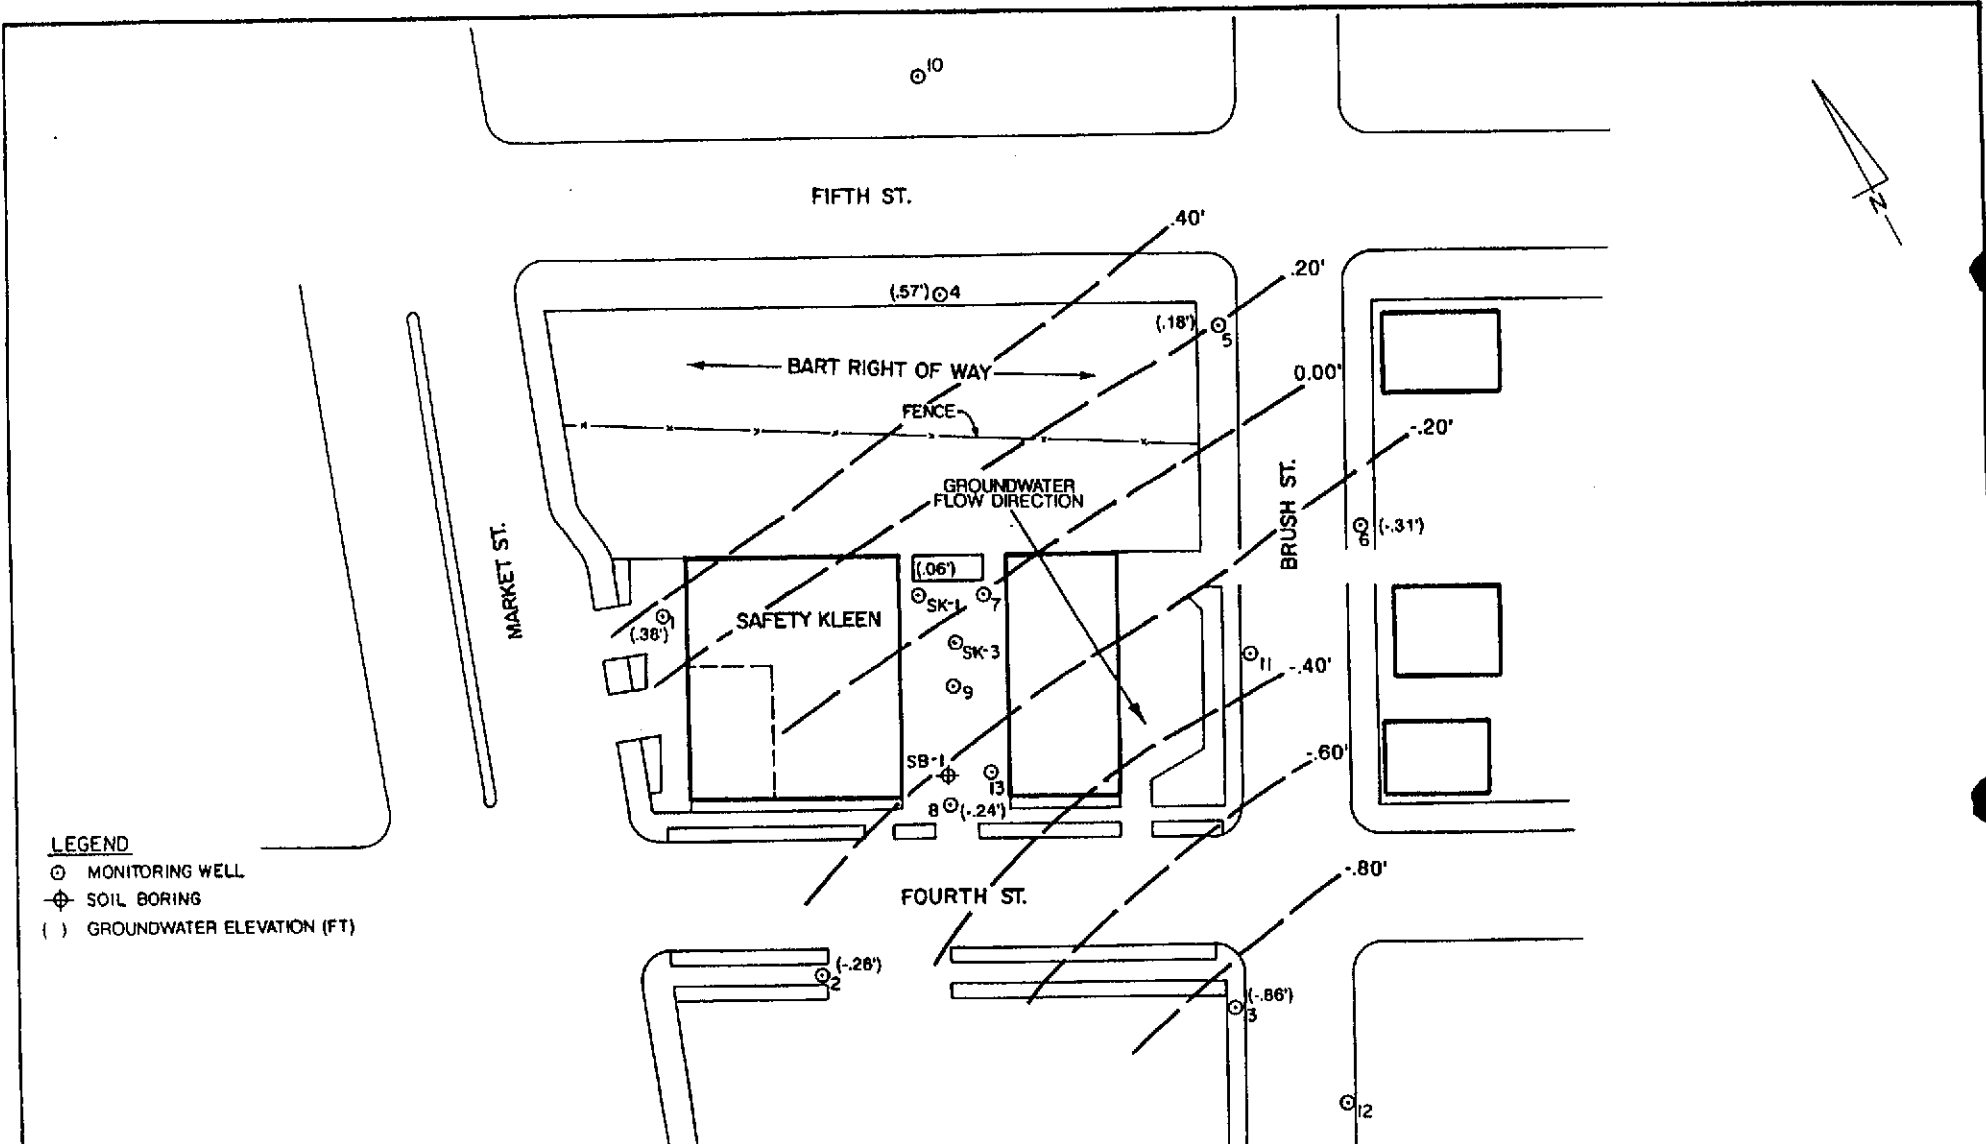 10
N
FIFTH ST.
.40'
.20'
(.57') 4
(.18')
5
BART RIGHT OF WAY
0.00'
FENCE
-.20'
GROUNDWATER
FLOW DIRECTION
MARKET ST.
BRUSH ST.
6 (-.31')
(.06')
SK-1
7
1
(.38')
SAFETY KLEEN
SK-3
9
11
-.40'
-.60'
SB-1
13
8 (-.24')
LEGEND
MONITORING WELL
SOIL BORING
( ) GROUNDWATER ELEVATION (FT)
FOURTH ST.
-.80'
(-.26')
2
(-.86')
3
12